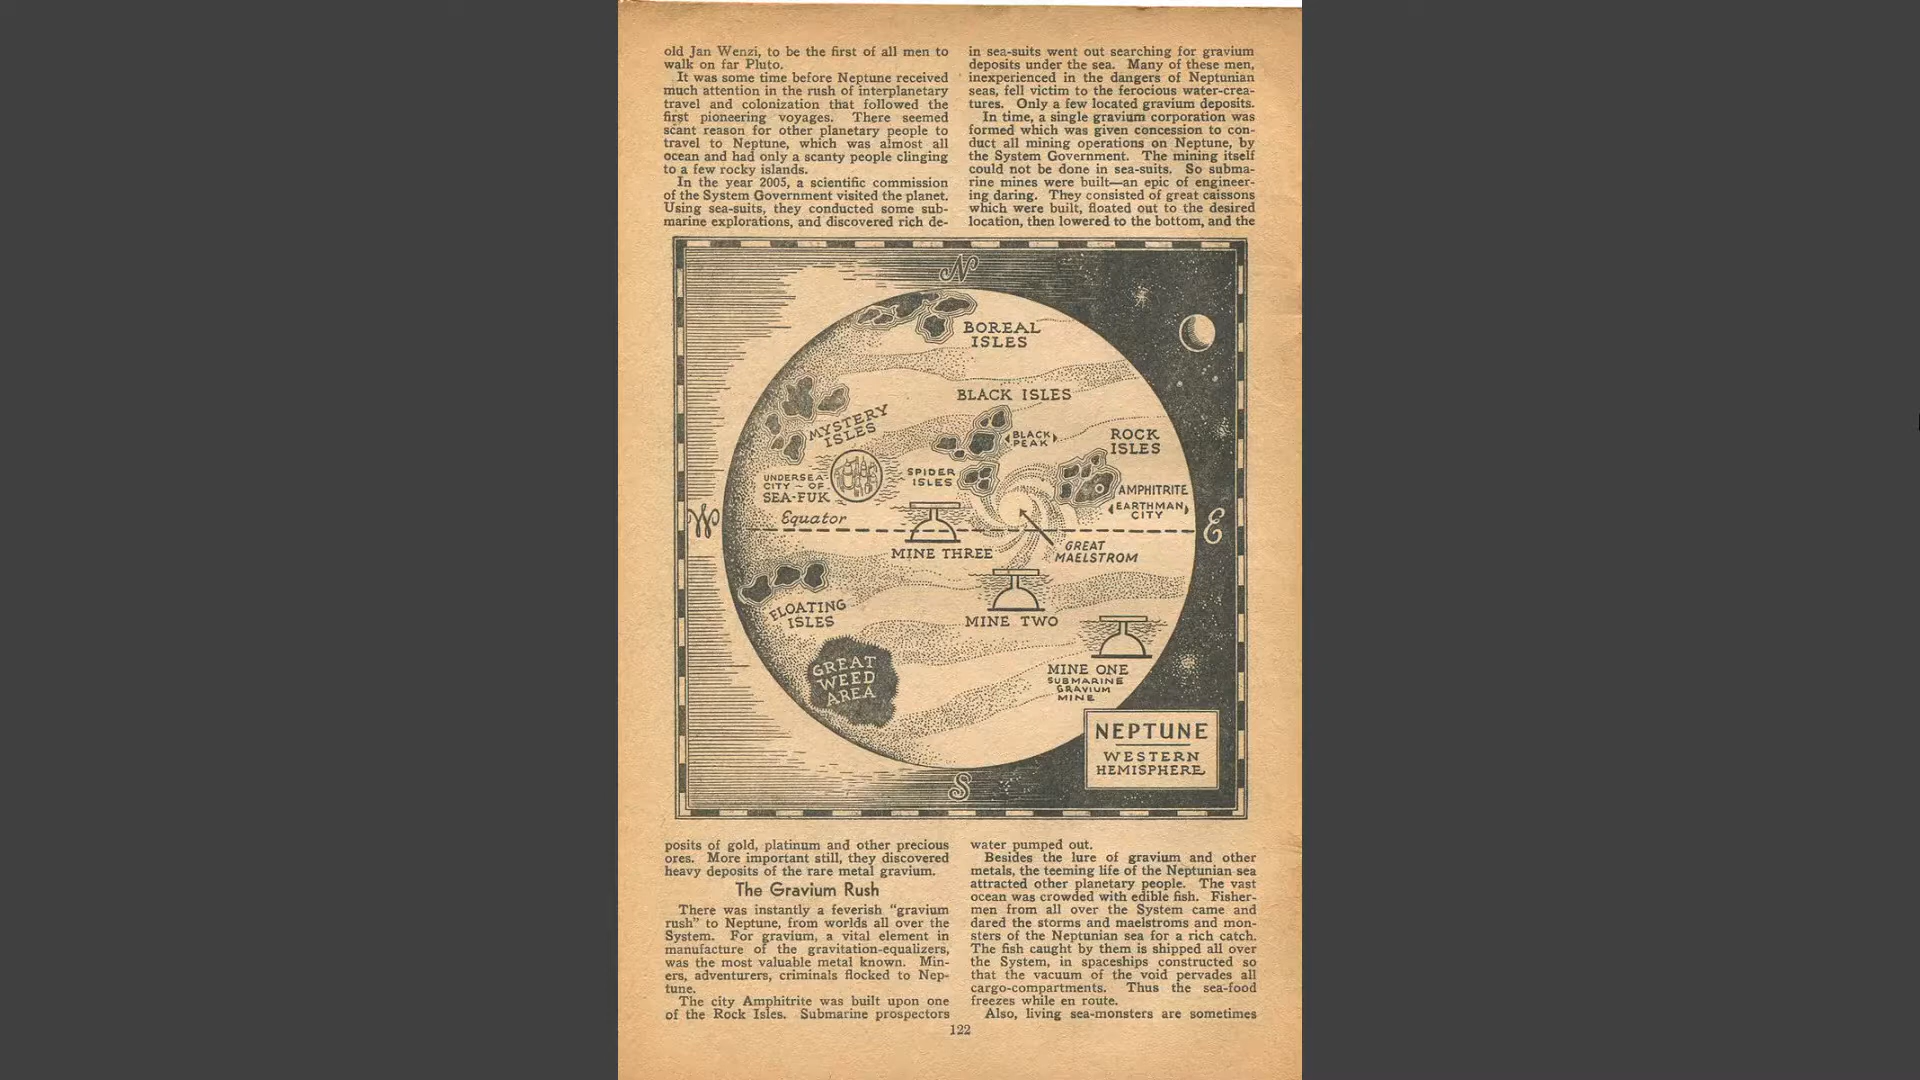 old Jan Wenzi, to be the first of all men to
walk on far Pluto.
It was some time before Neptune received
much attention in the rush of interplanetary
travel and colonization that followed the
first pioneering voyages. There seemed
scant reason for other planetary people to
travel to Neptune, which was almost all
ocean and had only a scanty people clinging
to a few rocky islands.
In the year 2005, a scientific commission
of the System Government visited the planet.
Using sea-suits, they conducted some sub-
marine explorations, and discovered rich de-
in sea-suits went out searching for gravium
deposits under the sea. Many of these men,
inexperienced in the dangers of Neptunian
seas, fell victim to the ferocious water-crea-
tures. Only a few located gravium deposits.
In time, a single gravium corporation was
formed which was given concession to con-
duct all mining operations on Neptune, by
the System Government. The mining itself
could not be done in sea-suits. So subma-
rine mines were built—an epic of engineer-
ing daring. They consisted of great caissons
which were built, floated out to the desired
location, then lowered to the bottom, and the
N
BOREAL
ISLES
BLACK ISLES
MYSTERY
ISLES
BLACK
PEAK
ROCK
ISLES
UNDERSEA
CITY - OF
SEA-FUK
SPIDER
ISLES
AMPHITRITE
EARTHMAN
CITY
W
Equator
E
MINE THREE
GREAT
MAELSTROM
FLOATING
ISLES
MINE TWO
GREAT
WEED
AREA
MINE ONE
SUBMARINE
GRAVIUM
MINE
NEPTUNE
WESTERN
HEMISPHERE
S
posits of gold, platinum and other precious
ores. More important still, they discovered
heavy deposits of the rare metal gravium.
The Gravium Rush
There was instantly a feverish “gravium
rush” to Neptune, from worlds all over the
System. For gravium, a vital element in
manufacture of the gravitation-equalizers,
was the most valuable metal known. Min-
ers, adventurers, criminals flocked to Nep-
tune.
The city Amphitrite was built upon one
of the Rock Isles. Submarine prospectors
water pumped out.
Besides the lure of gravium and other
metals, the teeming life of the Neptunian sea
attracted other planetary people. The vast
ocean was crowded with edible fish. Fisher-
men from all over the System came and
dared the storms and maelstroms and mon-
sters of the Neptunian sea for a rich catch.
The fish caught by them is shipped all over
the System, in spaceships constructed so
that the vacuum of the void pervades all
cargo-compartments. Thus the sea-food
freezes while en route.
Also, living sea-monsters are sometimes
122